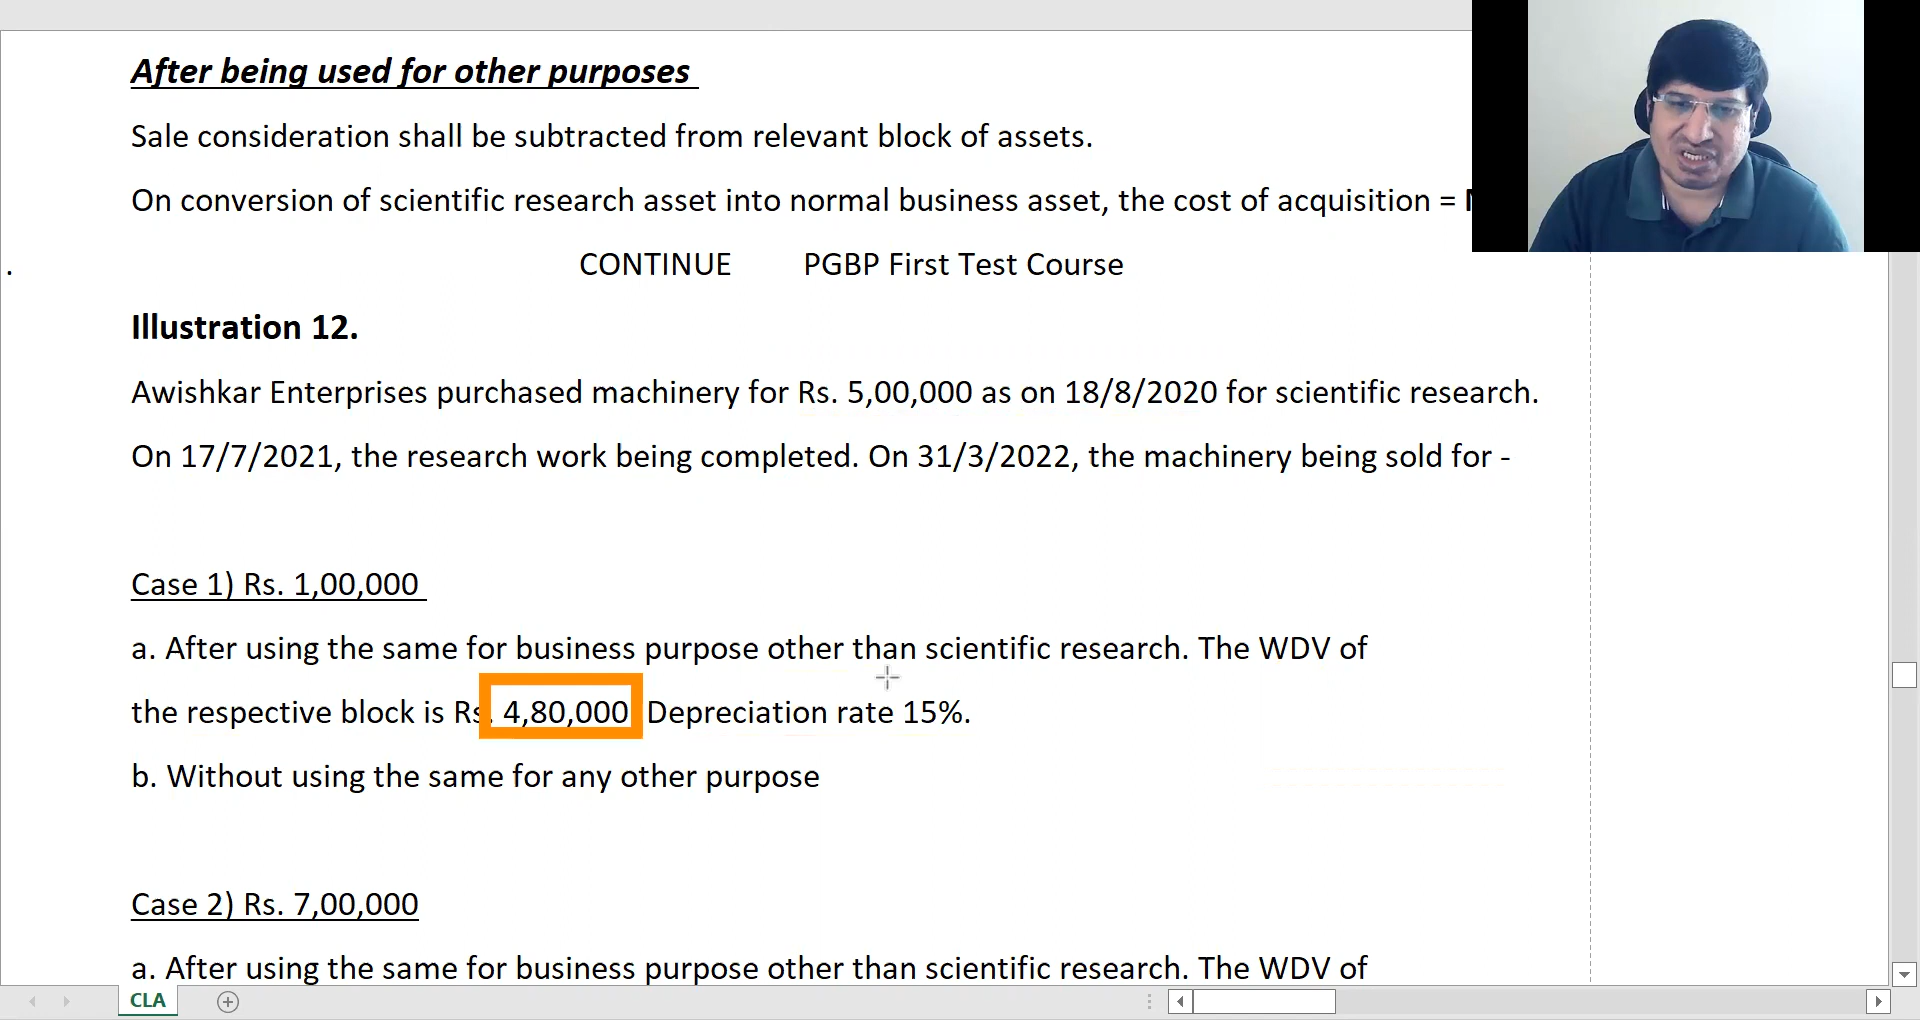 After being used for other purposes
Sale consideration shall be subtracted from relevant block of assets.
On conversion of scientific research asset into normal business asset, the cost of acquisition =
. CONTINUE PGBP First Test Course
Illustration 12.
Awishkar Enterprises purchased machinery for Rs. 5,00,000 as on 18/8/2020 for scientific research.
On 17/7/2021, the research work being completed. On 31/3/2022, the machinery being sold for -
Case 1) Rs. 1,00,000
a. After using the same for business purpose other than scientific research. The WDV of
the respective block is Rs. 4,80,000 Depreciation rate 15%.
b. Without using the same for any other purpose
Case 2) Rs. 7,00,000
a. After using the same for business purpose other than scientific research. The WDV of
CLA